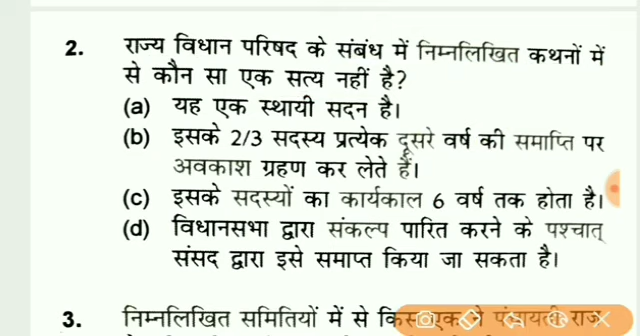 2. राज्य विधान परिषद के संबंध में निम्नलिखित कथनों में
से कौन सा एक सत्य नहीं है?
(a) यह एक स्थायी सदन है।
(b) इसके 2/3 सदस्य प्रत्येक दूसरे वर्ष की समाप्ति पर
अवकाश ग्रहण कर लेते हैं।
(c) इसके सदस्यों का कार्यकाल 6 वर्ष तक होता है।
(d) विधानसभा द्वारा संकल्प पारित करने के पश्चात्
संसद द्वारा इसे समाप्त किया जा सकता है।
3. निम्नलिखित समितियों में से किस एक ने पंचायती राज